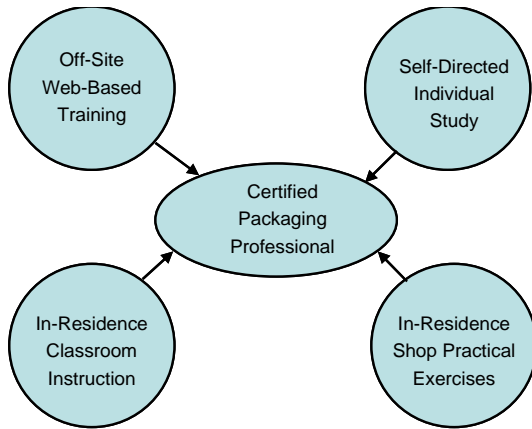 Off-Site
Web-Based
Training
Self-Directed
Individual
Study
Certified
Packaging
Professional
In-Residence
Classroom
Instruction
In-Residence
Shop Practical
Exercises